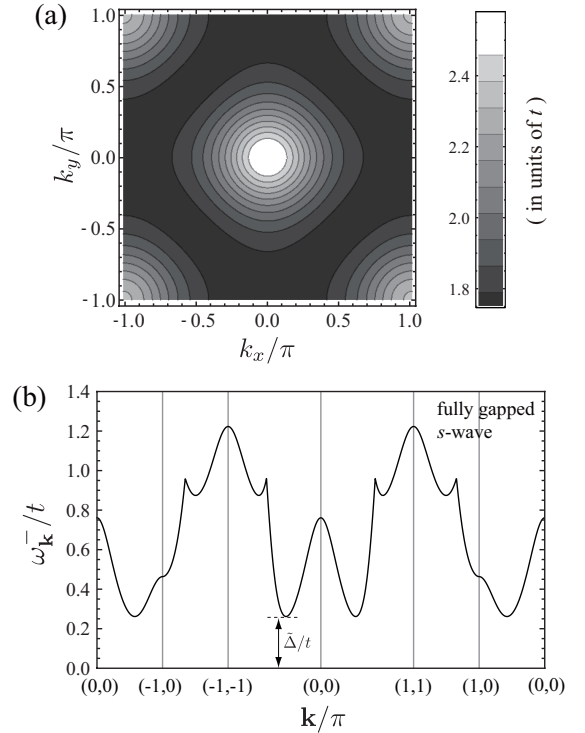 (a)
1.0
0.5
0.0
-0.5
-1.0
k_y/π
-1.0 -0.5 0.0 0.5 1.0
k_x/π
2.4
2.2
2.0
1.8
( in units of t )
(b)
1.4
1.2
1.0
0.8
0.6
0.4
0.2
0.0
ω_k^-/t
fully gapped
s-wave
Δ̃/t
(0,0) (-1,0) (-1,-1) (0,0) (1,1) (1,0) (0,0)
k/π